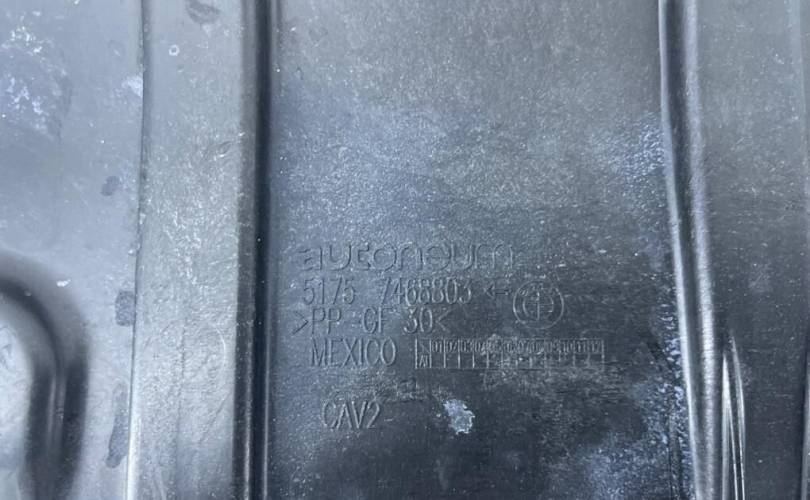 autoneum
5175 7468803
>PP-GF 30<
MEXICO
CAV2